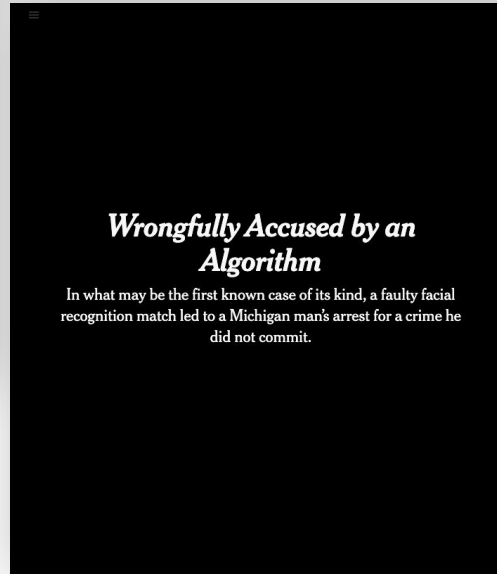 Wrongfully Accused by an
Algorithm
In what may be the first known case of its kind, a faulty facial
recognition match led to a Michigan man’s arrest for a crime he
did not commit.